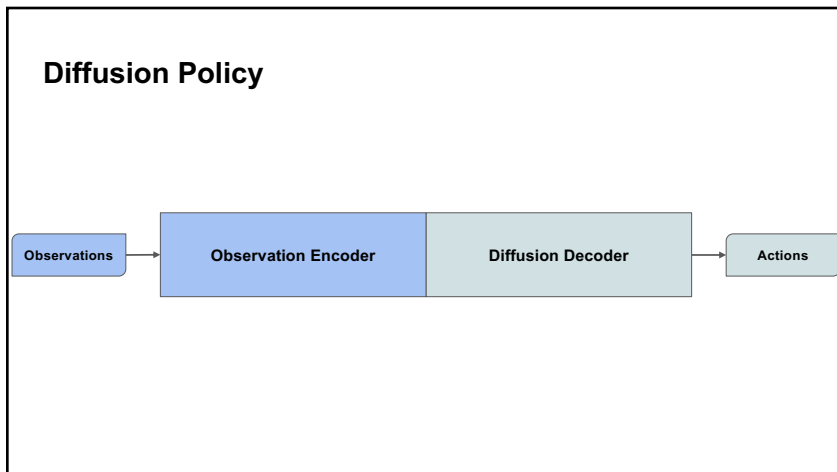 Diffusion Policy
Observations
Observation Encoder
Diffusion Decoder
Actions